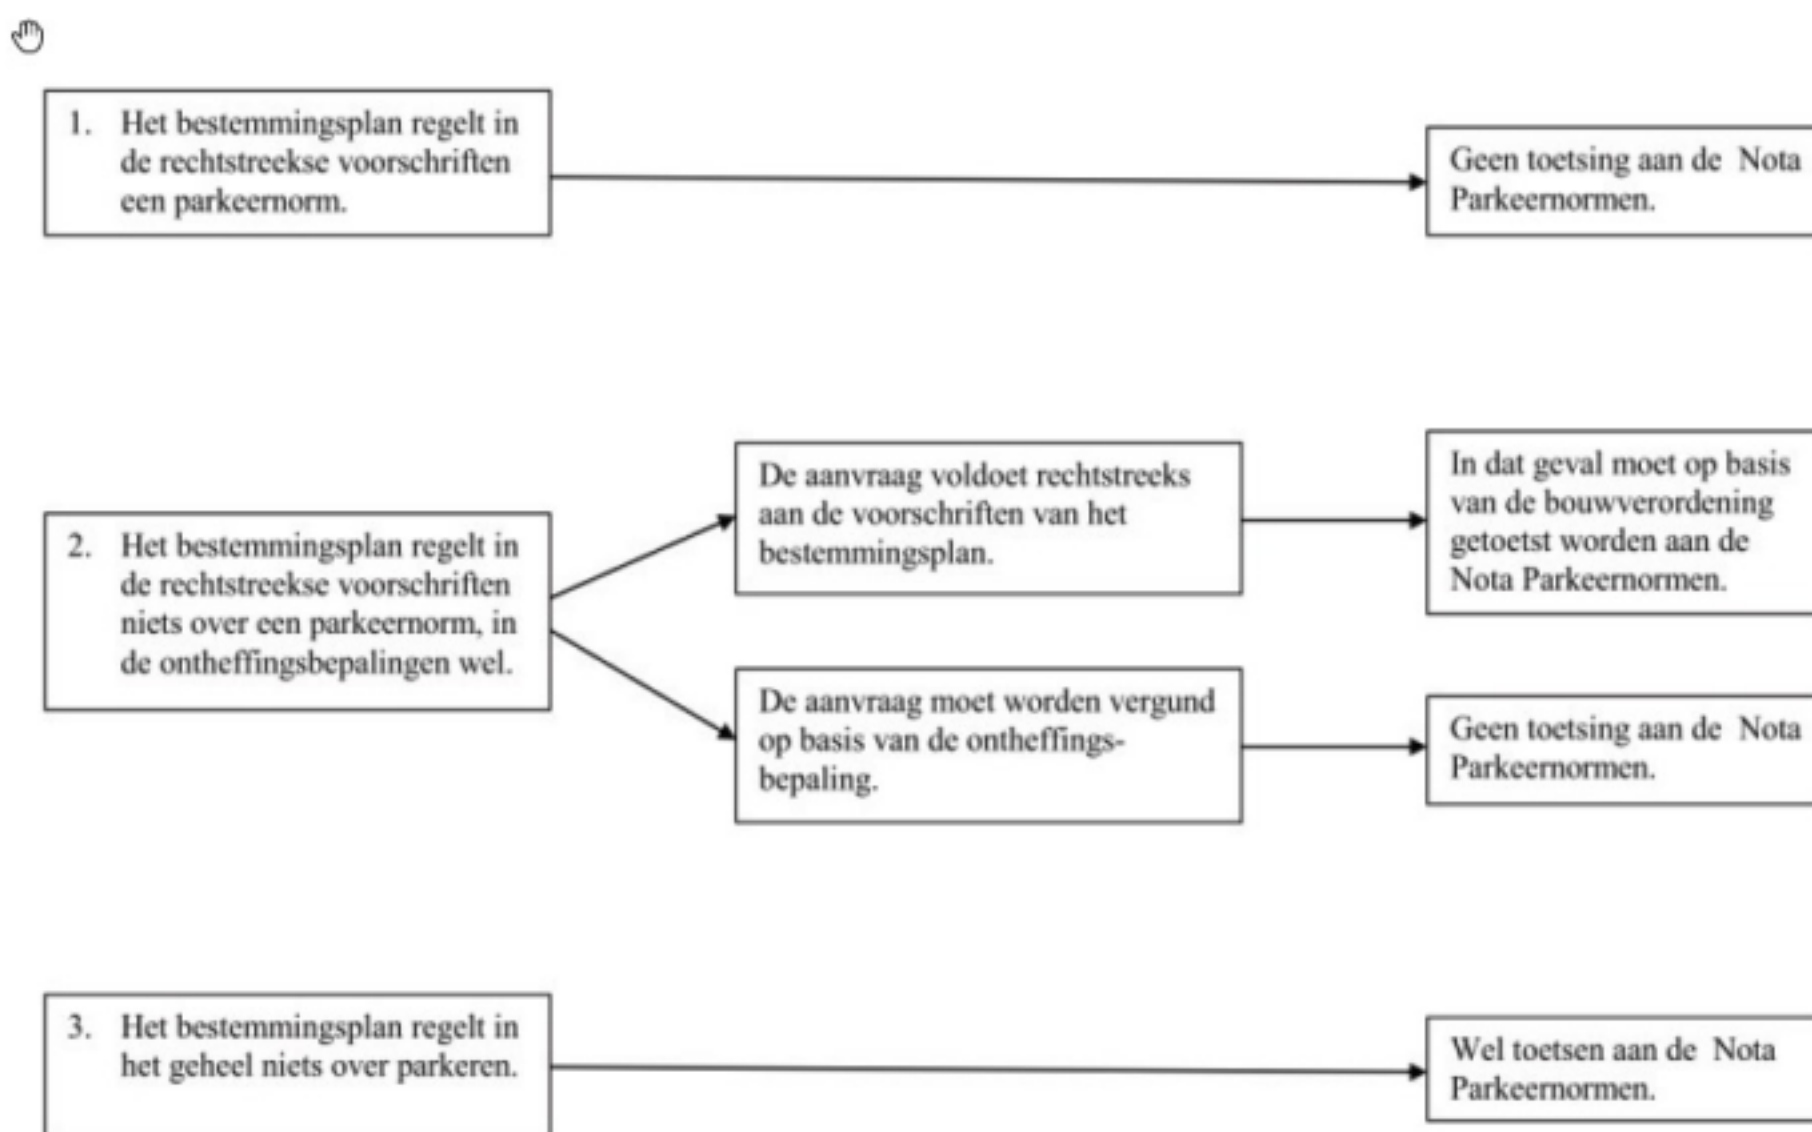 1. Het bestemmingsplan regelt in
de rechtstreekse voorschriften
een parkeernorm.
Geen toetsing aan de Nota
Parkeernormen.
2. Het bestemmingsplan regelt in
de rechtstreekse voorschriften
niets over een parkeernorm, in
de ontheffingsbepalingen wel.
De aanvraag voldoet rechtstreeks
aan de voorschriften van het
bestemmingsplan.
In dat geval moet op basis
van de bouwverordening
getoetst worden aan de
Nota Parkeernormen.
De aanvraag moet worden vergund
op basis van de ontheffings-
bepaling.
Geen toetsing aan de Nota
Parkeernormen.
3. Het bestemmingsplan regelt in
het geheel niets over parkeren.
Wel toetsen aan de Nota
Parkeernormen.